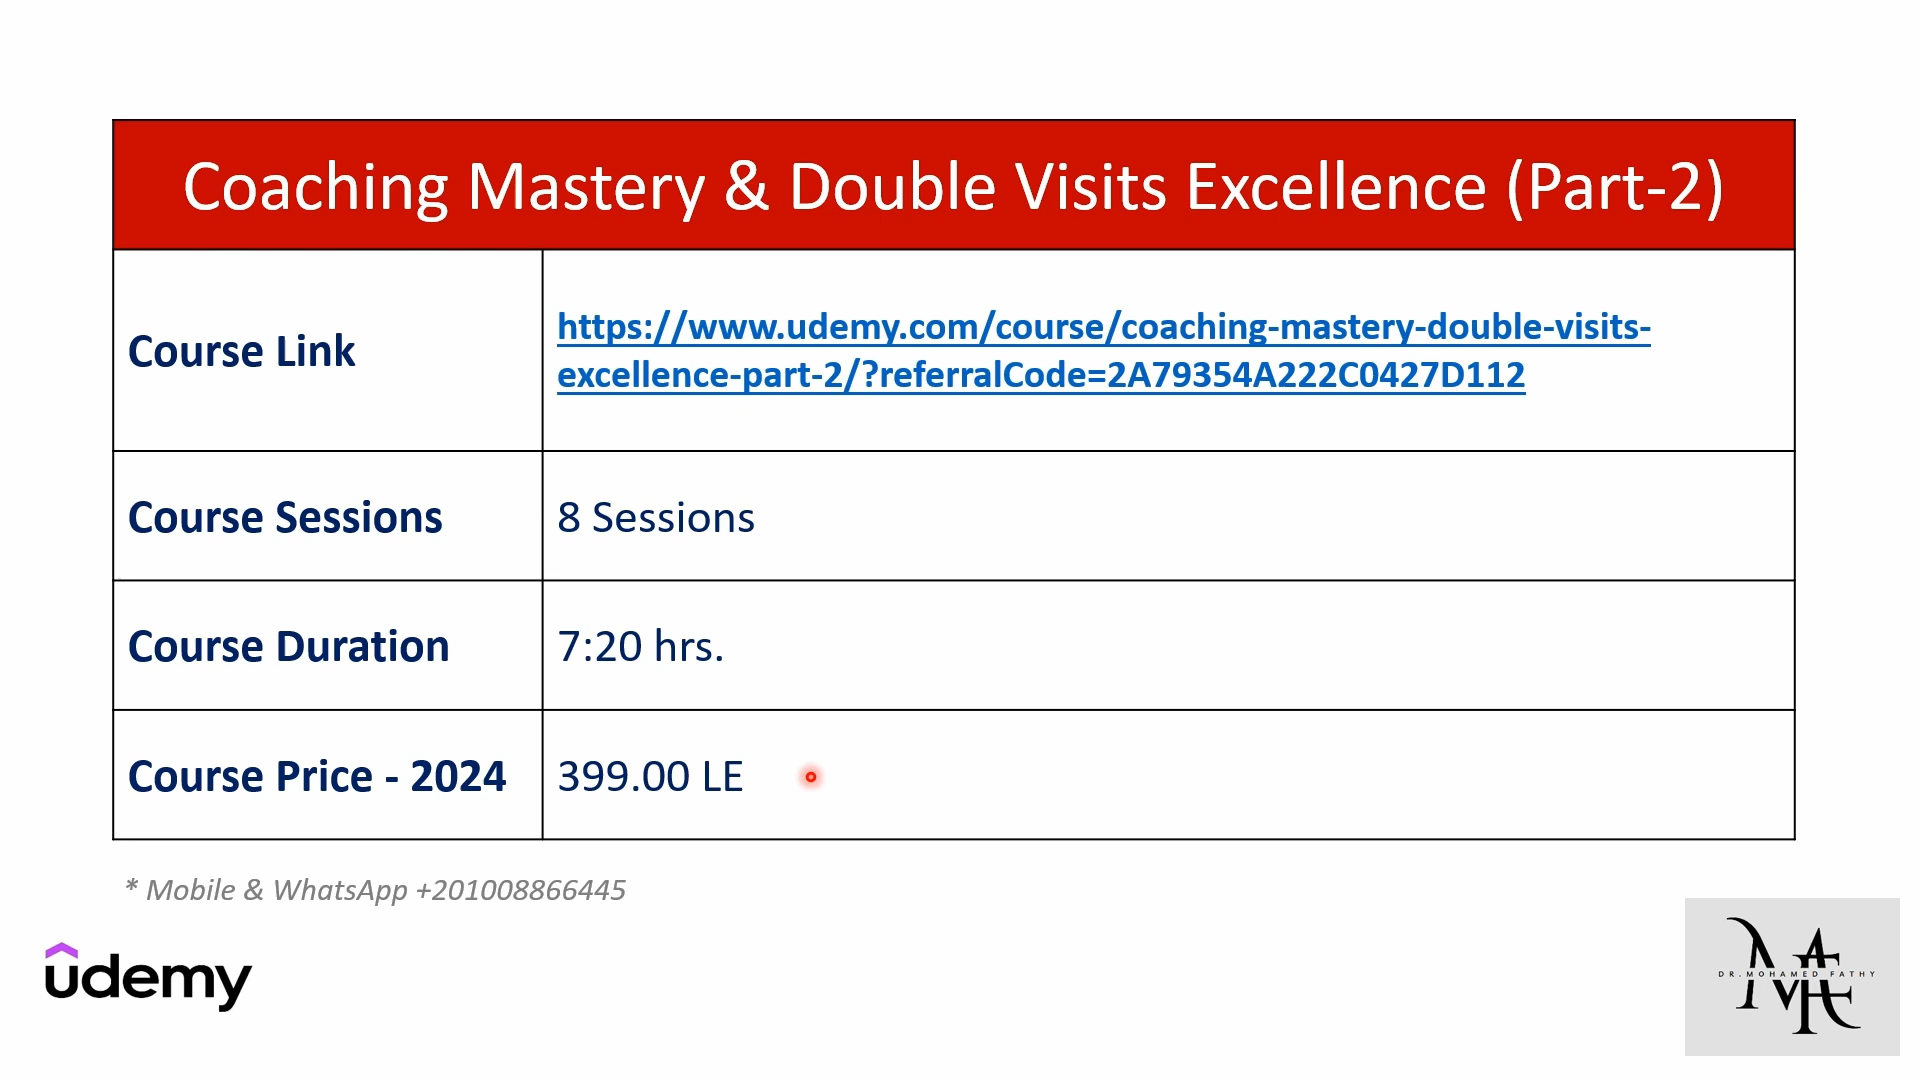 Coaching Mastery & Double Visits Excellence (Part-2)
Course Link
https://www.udemy.com/course/coaching-mastery-double-visits-
excellence-part-2/?referralCode=2A79354A222C0427D112
Course Sessions
8 Sessions
Course Duration
7:20 hrs.
Course Price - 2024
399.00 LE
* Mobile & WhatsApp +201008866445
udemy
DR.MOHAMED FATHY